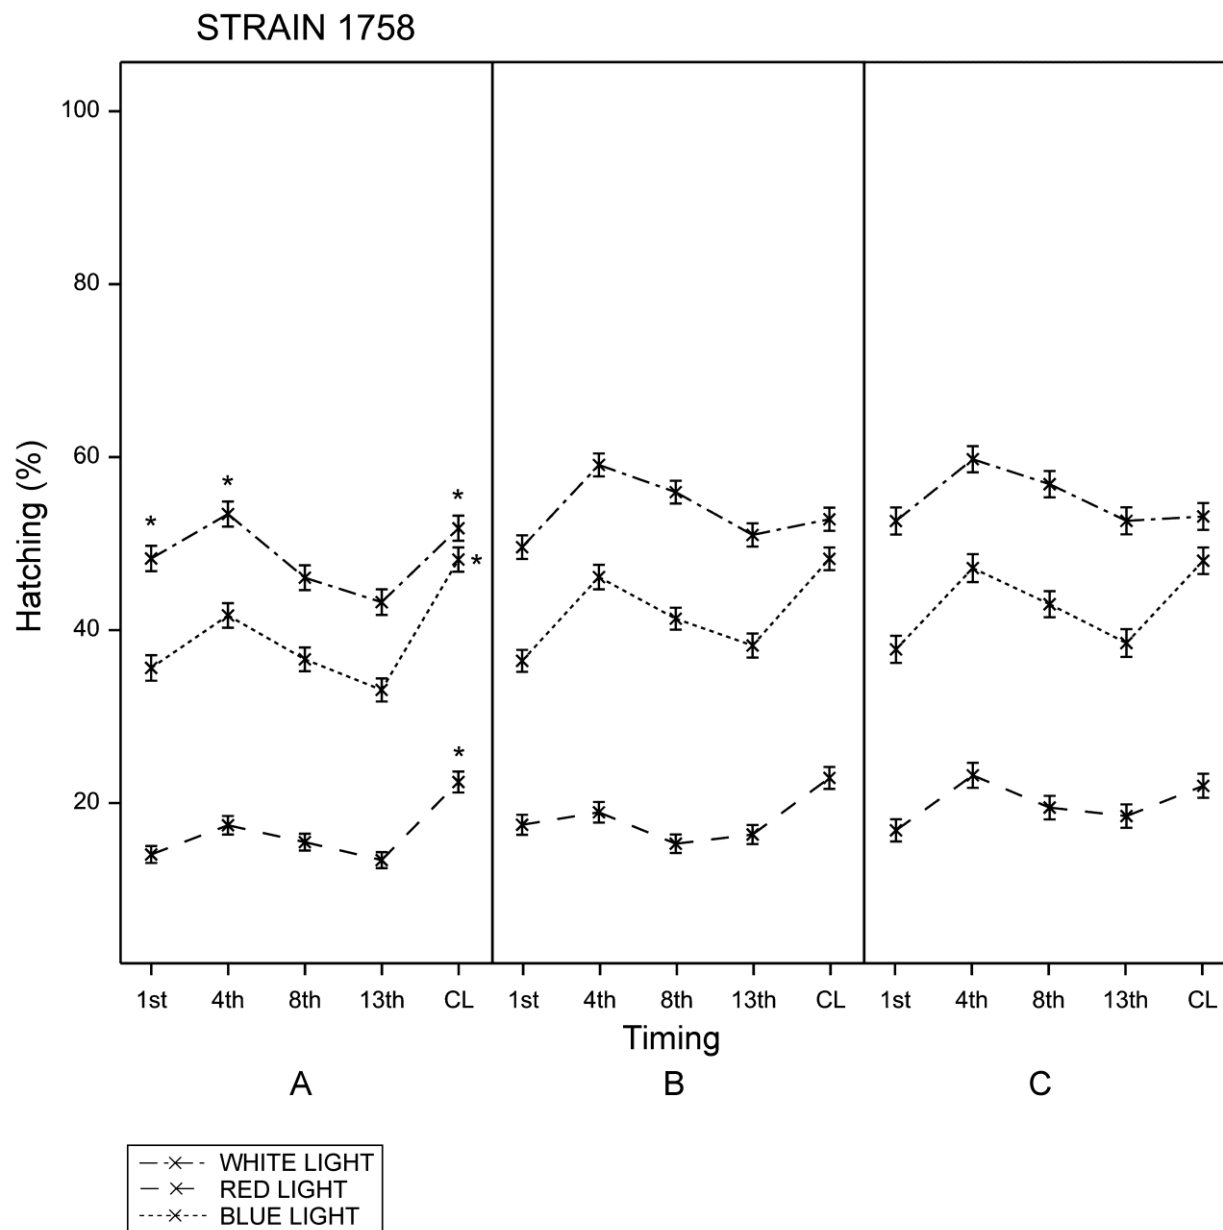 STRAIN 1758
100
80
60
40
20
Hatching (%)
* * * * *
1st 4th 8th 13th CL 1st 4th 8th 13th CL 1st 4th 8th 13th CL
Timing
A B C
WHITE LIGHT
RED LIGHT
BLUE LIGHT